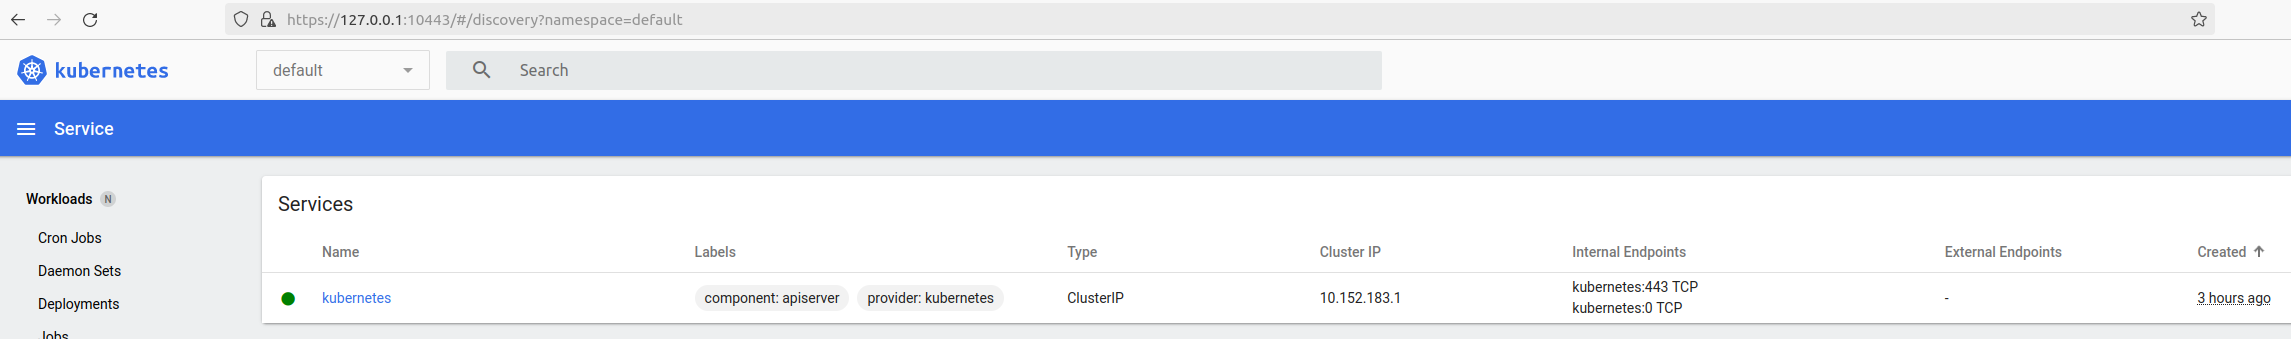 https://127.0.0.1:10443/#/discovery?namespace=default
kubernetes
default
Search
Service
Workloads N
Cron Jobs
Daemon Sets
Deployments
Jobs
Services
Name Labels Type Cluster IP Internal Endpoints External Endpoints Created
kubernetes component: apiserver provider: kubernetes ClusterIP 10.152.183.1 kubernetes:443 TCP - 3 hours ago
kubernetes:0 TCP